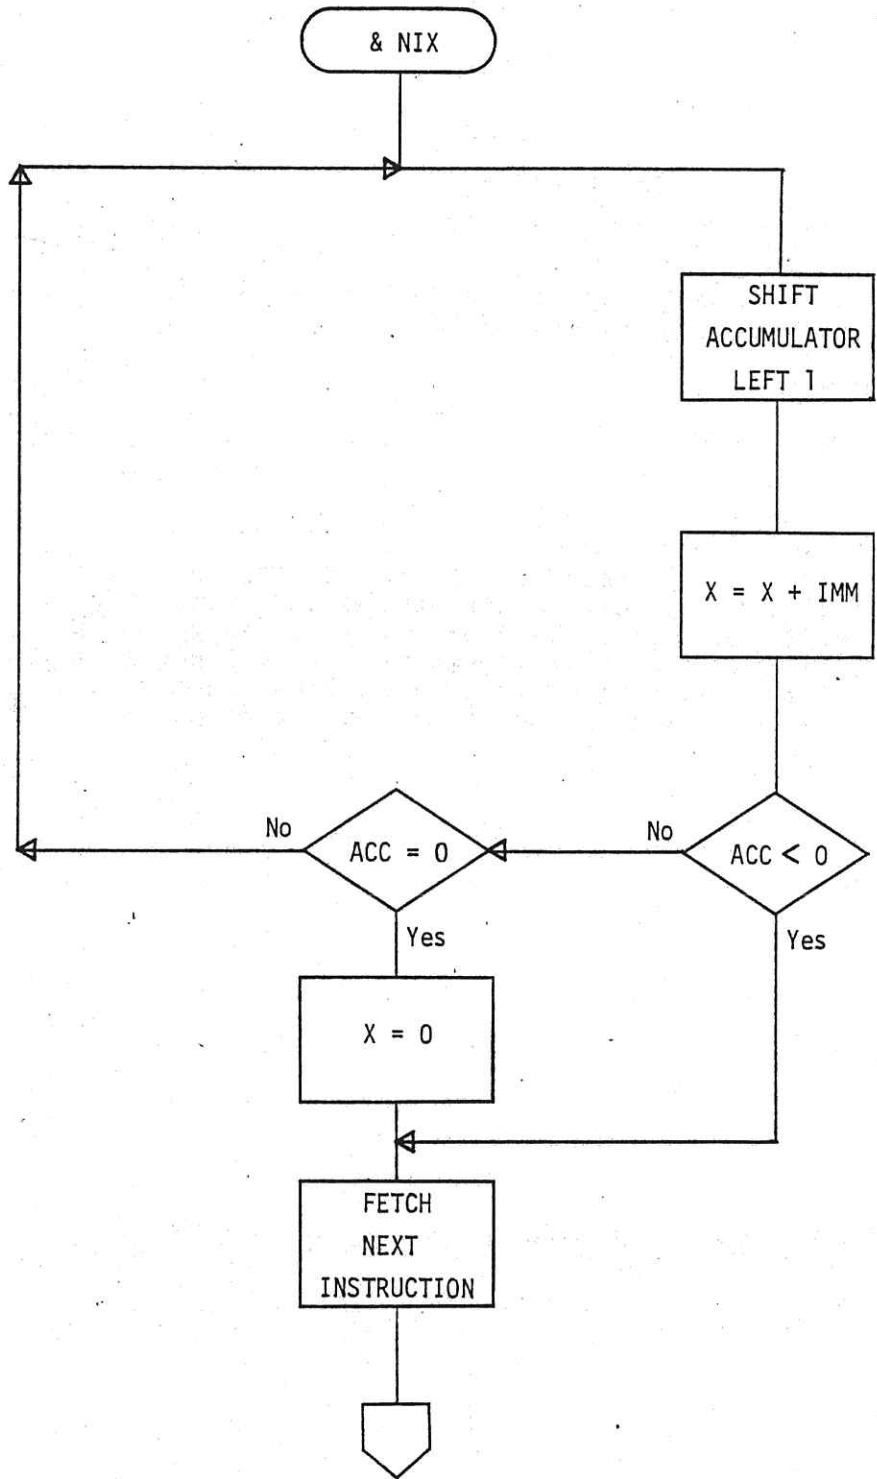 & NIX
SHIFT
ACCUMULATOR
LEFT 1
X = X + IMM
No
ACC = 0
No
ACC < 0
Yes
Yes
X = 0
FETCH
NEXT
INSTRUCTION